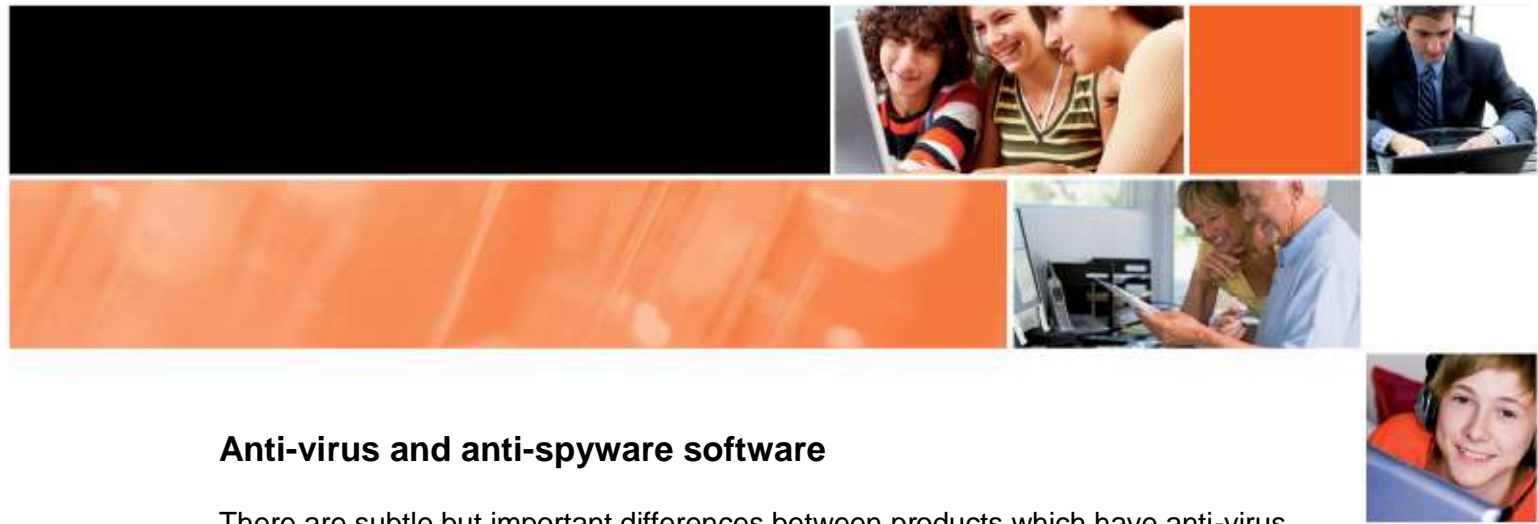 Anti-virus and anti-spyware software
There are subtle but important differences between products which have anti-virus